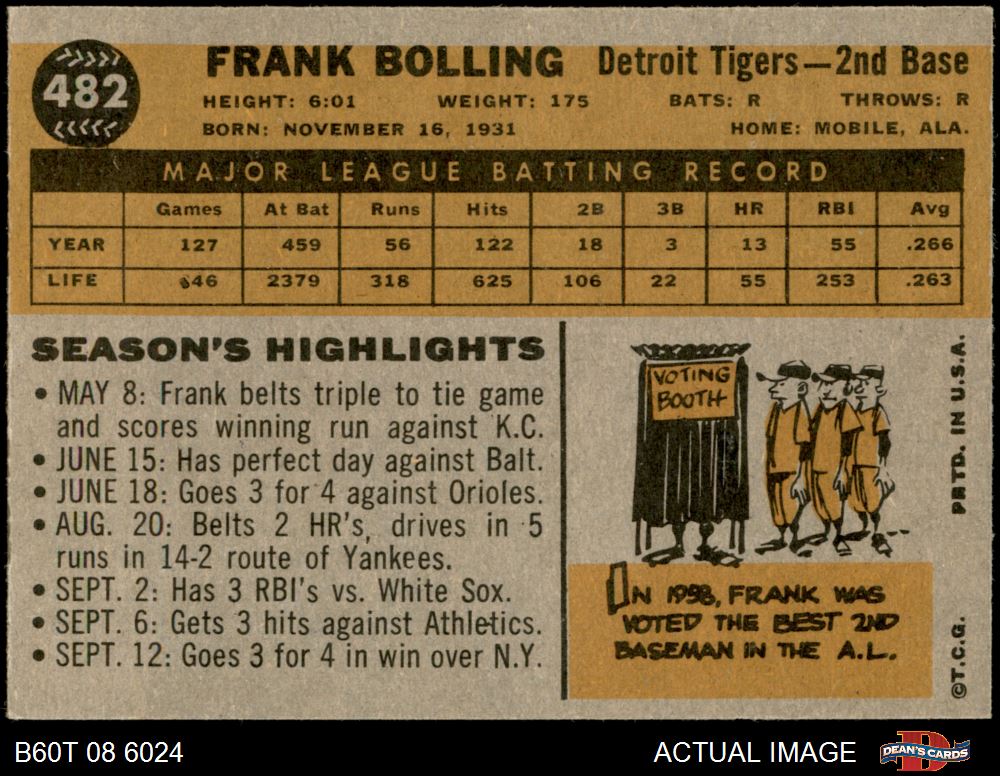 482
FRANK BOLLING Detroit Tigers—2nd Base
HEIGHT: 6:01 WEIGHT: 175 BATS: R THROWS: R
BORN: NOVEMBER 16, 1931 HOME: MOBILE, ALA.
MAJOR LEAGUE BATTING RECORD
Games At Bat Runs Hits 2B 3B HR RBI Avg
YEAR 127 459 56 122 18 3 13 55 .266
LIFE 646 2379 318 625 106 22 55 253 .263
SEASON'S HIGHLIGHTS
• MAY 8: Frank belts triple to tie game
and scores winning run against K.C.
• JUNE 15: Has perfect day against Balt.
• JUNE 18: Goes 3 for 4 against Orioles.
• AUG. 20: Belts 2 HR's, drives in 5
runs in 14-2 route of Yankees.
• SEPT. 2: Has 3 RBI's vs. White Sox.
• SEPT. 6: Gets 3 hits against Athletics.
• SEPT. 12: Goes 3 for 4 in win over N.Y.
VOTING
BOOTH
IN 1958, FRANK WAS
VOTED THE BEST 2ND
BASEMAN IN THE A.L.
©T.C.G. PRTD. IN U.S.A.
B60T 08 6024 ACTUAL IMAGE DEAN'S CARDS